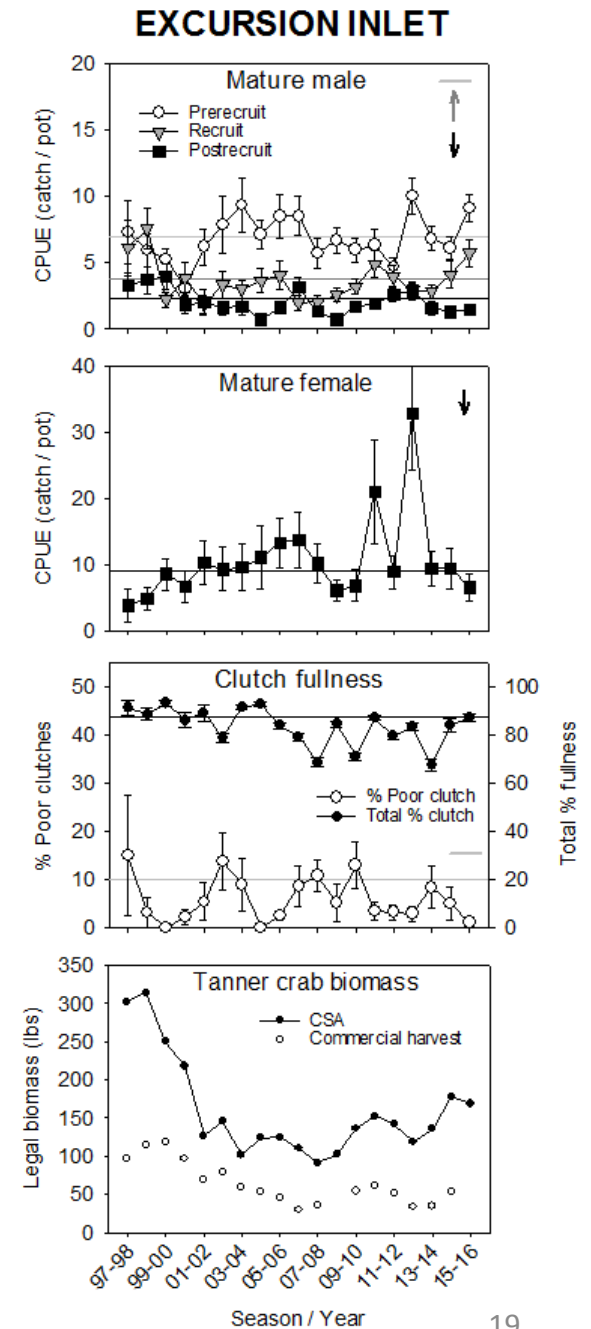 EXCURSION INLET
Mature male
Prerecruit
Recruit
Postrecruit
CPUE (catch / pot)
20
15
10
5
0
Mature female
CPUE (catch / pot)
40
30
20
10
0
Clutch fullness
% Poor clutch
Total % clutch
% Poor clutches
50
40
30
20
10
0
Total % fullness
100
80
60
40
20
0
Tanner crab biomass
CSA
Commercial harvest
Legal biomass (lbs)
350
300
250
200
150
100
50
0
97-98
99-00
01-02
03-04
05-06
07-08
09-10
11-12
13-14
15-16
Season / Year
19